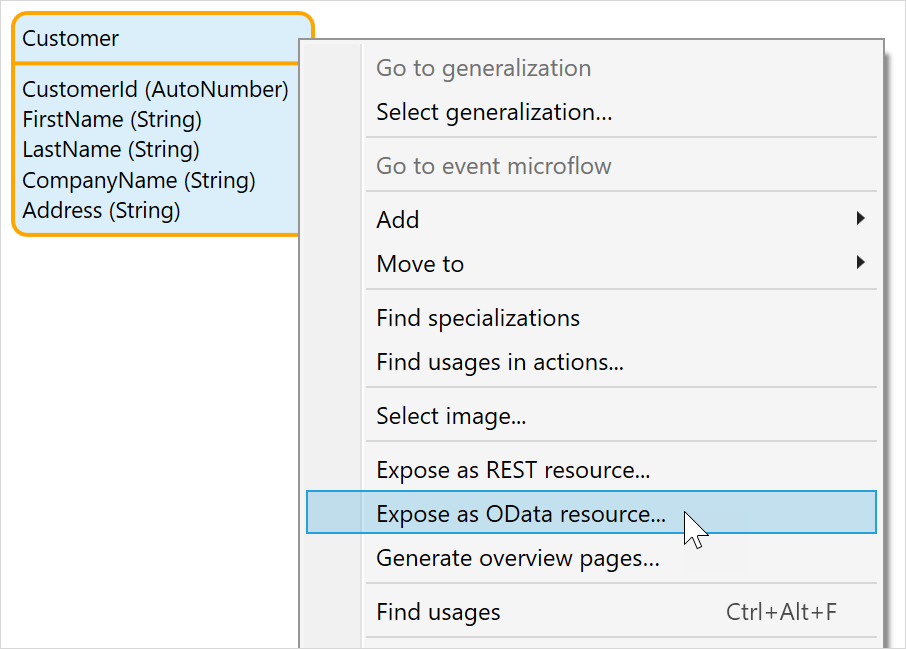 Customer
CustomerId (AutoNumber)
FirstName (String)
LastName (String)
CompanyName (String)
Address (String)
Go to generalization
Select generalization...
Go to event microflow
Add
Move to
Find specializations
Find usages in actions...
Select image...
Expose as REST resource...
Expose as OData resource...
Generate overview pages...
Find usages Ctrl+Alt+F